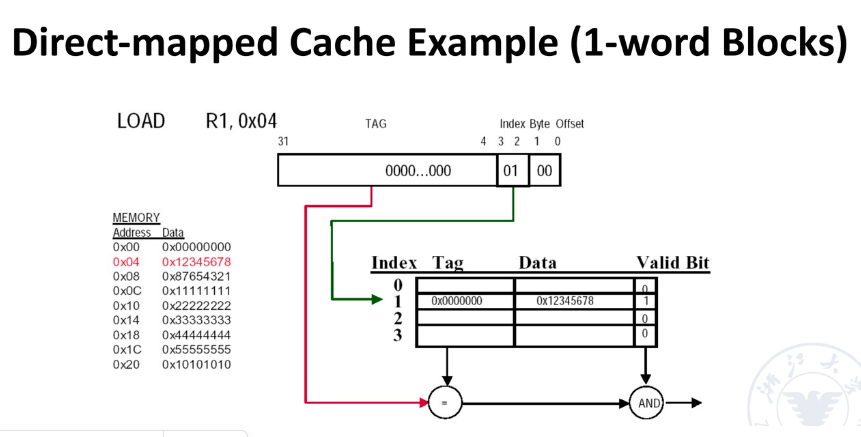 Direct-mapped Cache Example (1-word Blocks)
LOAD R1, 0x04
TAG Index Byte Offset
31 4 3 2 1 0
0000...000 01 00
MEMORY
Address Data
0x00 0x00000000
0x04 0x12345678
0x08 0x87654321
0x0C 0x11111111
0x10 0x22222222
0x14 0x33333333
0x18 0x44444444
0x1C 0x55555555
0x20 0x10101010
Index Tag Data Valid Bit
0 0
1 0x0000000 0x12345678 1
2 0
3 0
= AND